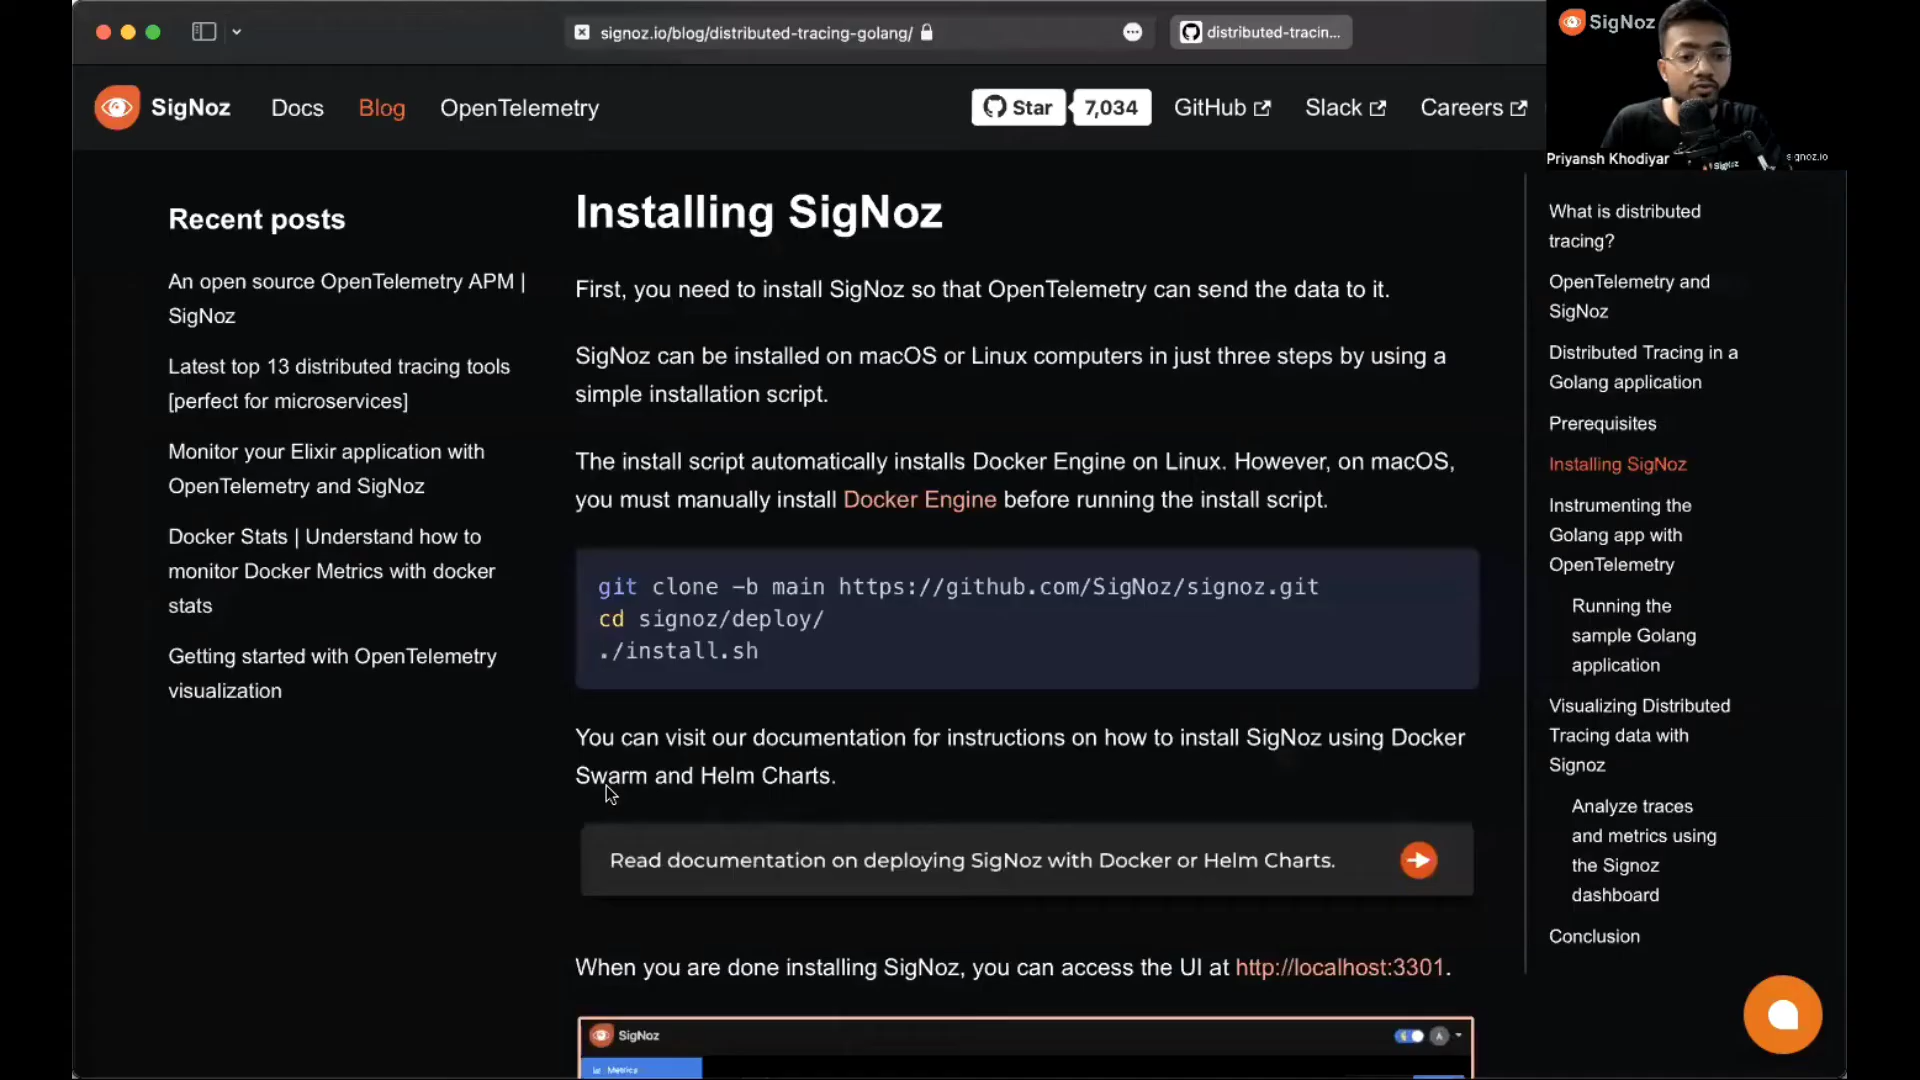 signoz.io/blog/distributed-tracing-golang/
distributed-tracin...
SigNoz
Docs
Blog
OpenTelemetry
Star
7,034
GitHub
Slack
Careers
SigNoz
Priyansh Khodiyar
SigNoz
signoz.io
Recent posts
An open source OpenTelemetry APM |
SigNoz
Latest top 13 distributed tracing tools
[perfect for microservices]
Monitor your Elixir application with
OpenTelemetry and SigNoz
Docker Stats | Understand how to
monitor Docker Metrics with docker
stats
Getting started with OpenTelemetry
visualization
Installing SigNoz
First, you need to install SigNoz so that OpenTelemetry can send the data to it.
SigNoz can be installed on macOS or Linux computers in just three steps by using a
simple installation script.
The install script automatically installs Docker Engine on Linux. However, on macOS,
you must manually install Docker Engine before running the install script.
git clone -b main https://github.com/SigNoz/signoz.git
cd signoz/deploy/
./install.sh
You can visit our documentation for instructions on how to install SigNoz using Docker
Swarm and Helm Charts.
Read documentation on deploying SigNoz with Docker or Helm Charts.
When you are done installing SigNoz, you can access the UI at http://localhost:3301.
SigNoz
A
Metrics
What is distributed
tracing?
OpenTelemetry and
SigNoz
Distributed Tracing in a
Golang application
Prerequisites
Installing SigNoz
Instrumenting the
Golang app with
OpenTelemetry
Running the
sample Golang
application
Visualizing Distributed
Tracing data with
Signoz
Analyze traces
and metrics using
the Signoz
dashboard
Conclusion